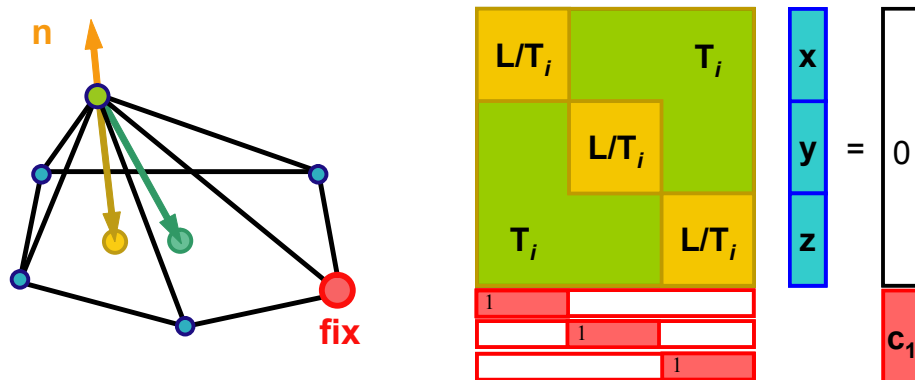 n
fix
L/Tᵢ Tᵢ
L/Tᵢ
Tᵢ L/Tᵢ
1
1
1
x
y
z
=
0
c₁